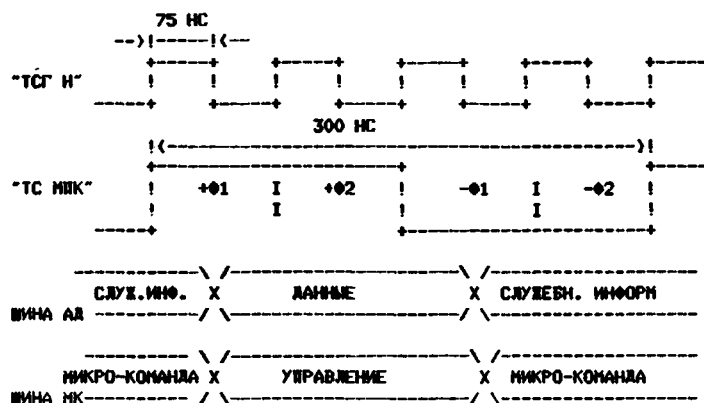 75 НС
"ТСГ Н"
300 НС
"ТС МПК"
+Ф1 I +Ф2 -Ф1 I -Ф2
I I
СЛУЖ.ИНФ. X ДАННЫЕ X СЛУЖЕБН. ИНФОРМ
ШИНА АД
МИКРО-КОМАНДА X УПРАВЛЕНИЕ X МИКРО-КОМАНДА
ШИНА МК